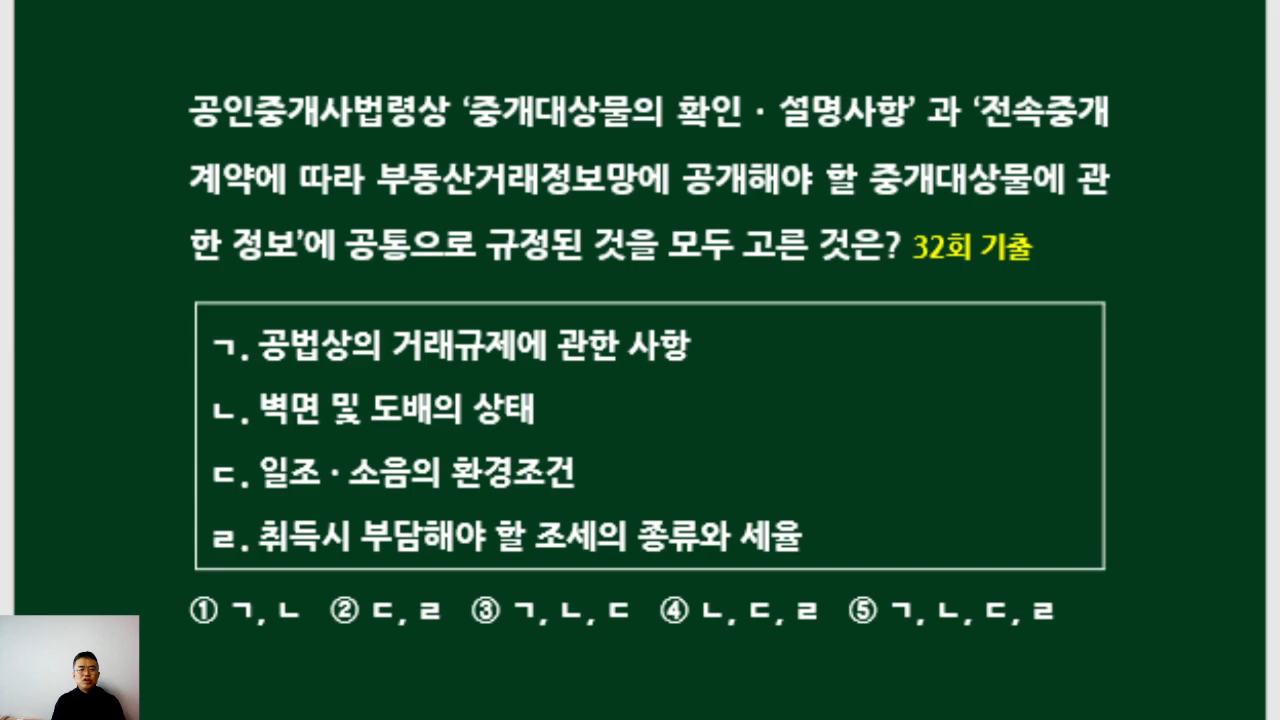 공인중개사법령상 ‘중개대상물의 확인 · 설명사항’ 과 ‘전속중개
계약에 따라 부동산거래정보망에 공개해야 할 중개대상물에 관
한 정보’에 공통으로 규정된 것을 모두 고른 것은? 32회 기출
ㄱ. 공법상의 거래규제에 관한 사항
ㄴ. 벽면 및 도배의 상태
ㄷ. 일조 · 소음의 환경조건
ㄹ. 취득시 부담해야 할 조세의 종류와 세율
① ㄱ, ㄴ ② ㄷ, ㄹ ③ ㄱ, ㄴ, ㄷ ④ ㄴ, ㄷ, ㄹ ⑤ ㄱ, ㄴ, ㄷ, ㄹ